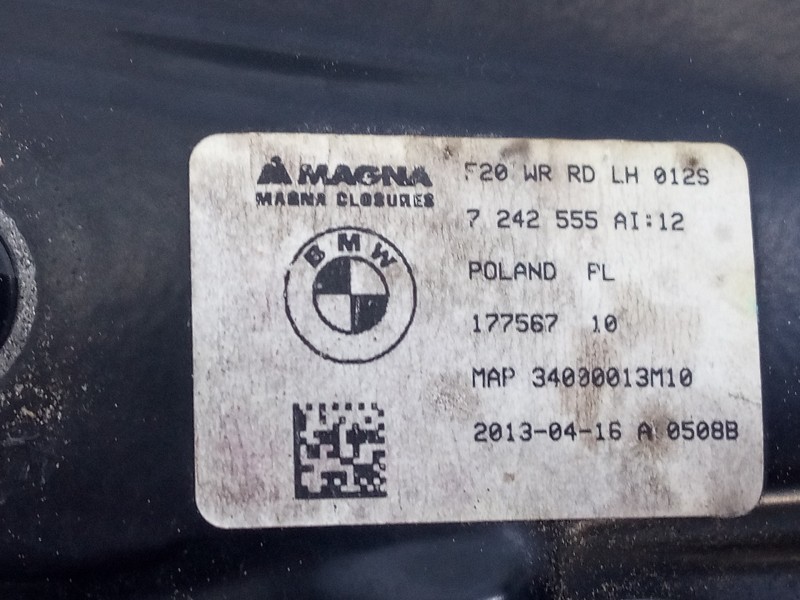 MAGNA
MAGNA CLOSURES
BMW
F20 WR RD LH 012S
7 242 555 AI:12
POLAND PL
177567 10
MAP 34000013M10
2013-04-16 A 0508B